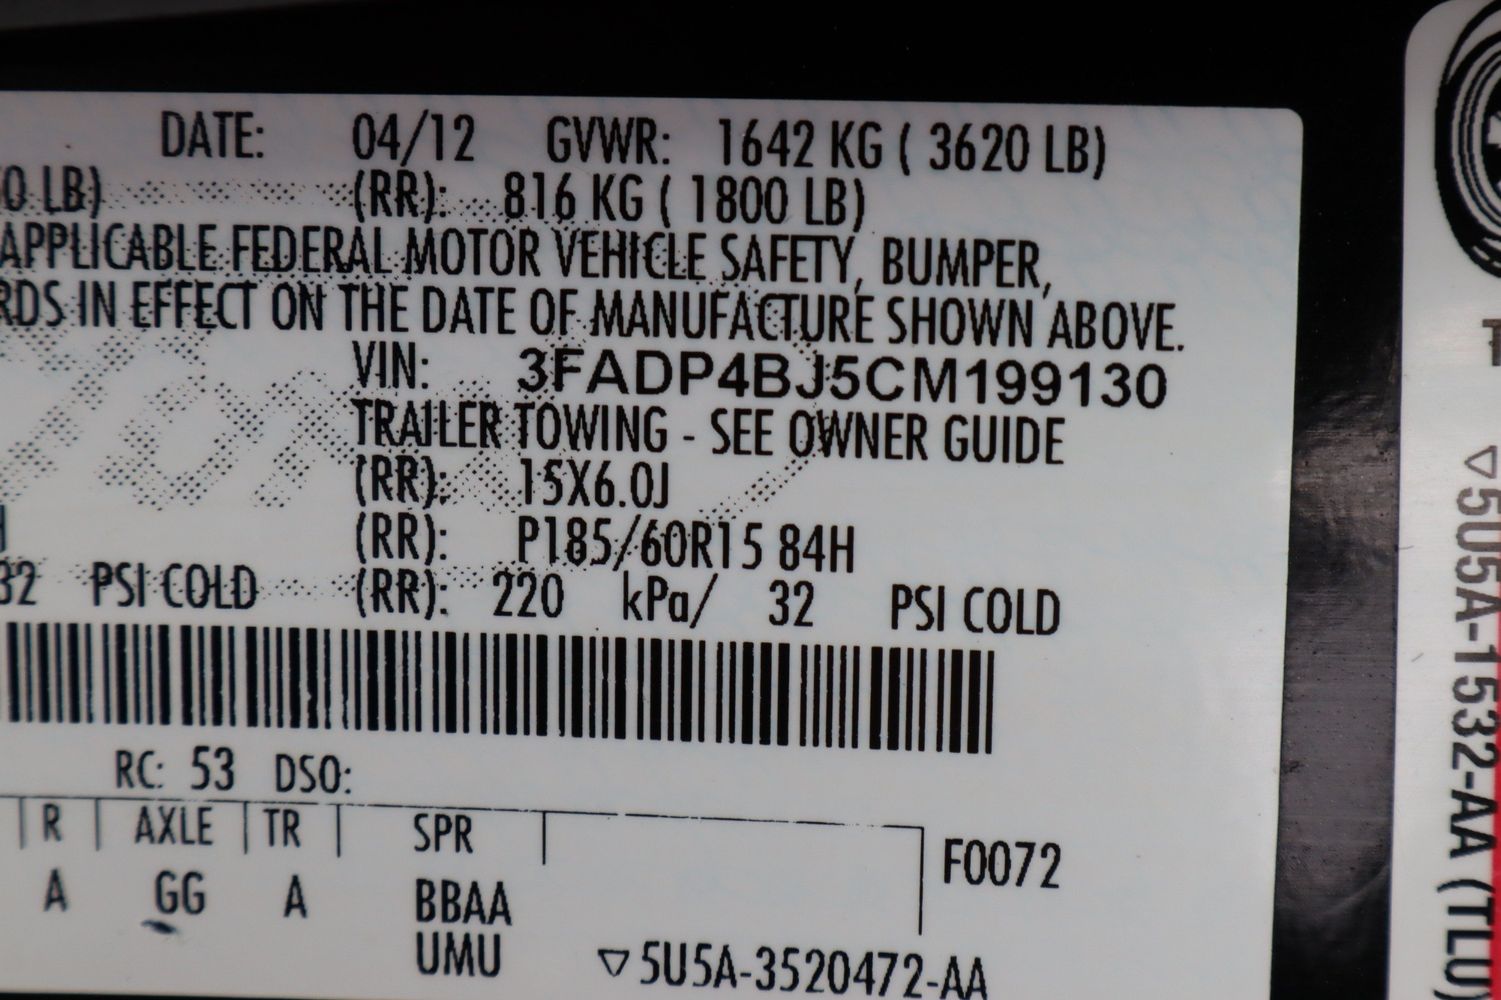 DATE: 04/12 GVWR: 1642 KG ( 3620 LB)
0 LB) (RR): 816 KG ( 1800 LB)
APPLICABLE FEDERAL MOTOR VEHICLE SAFETY, BUMPER,
RDS IN EFFECT ON THE DATE OF MANUFACTURE SHOWN ABOVE.
VIN: 3FADP4BJ5CM199130
TRAILER TOWING - SEE OWNER GUIDE
(RR): 15X6.0J
H (RR): P185/60R15 84H
32 PSI COLD (RR): 220 kPa/ 32 PSI COLD
RC: 53 DSO:
R AXLE TR SPR
F0072
A GG A BBAA
UMU ▽5U5A-3520472-AA
▽5U5A-1532-AA (TLU)